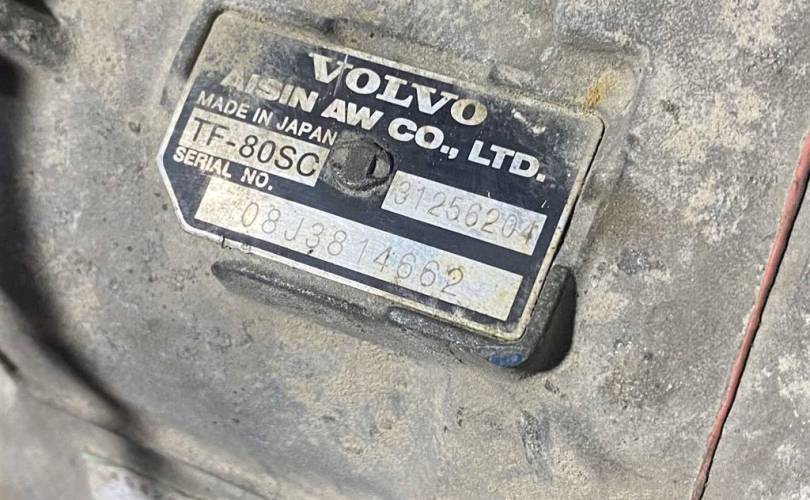 VOLVO
AISIN AW CO., LTD.
MADE IN JAPAN
TF-80SC
31256204
SERIAL NO.
08J3814662